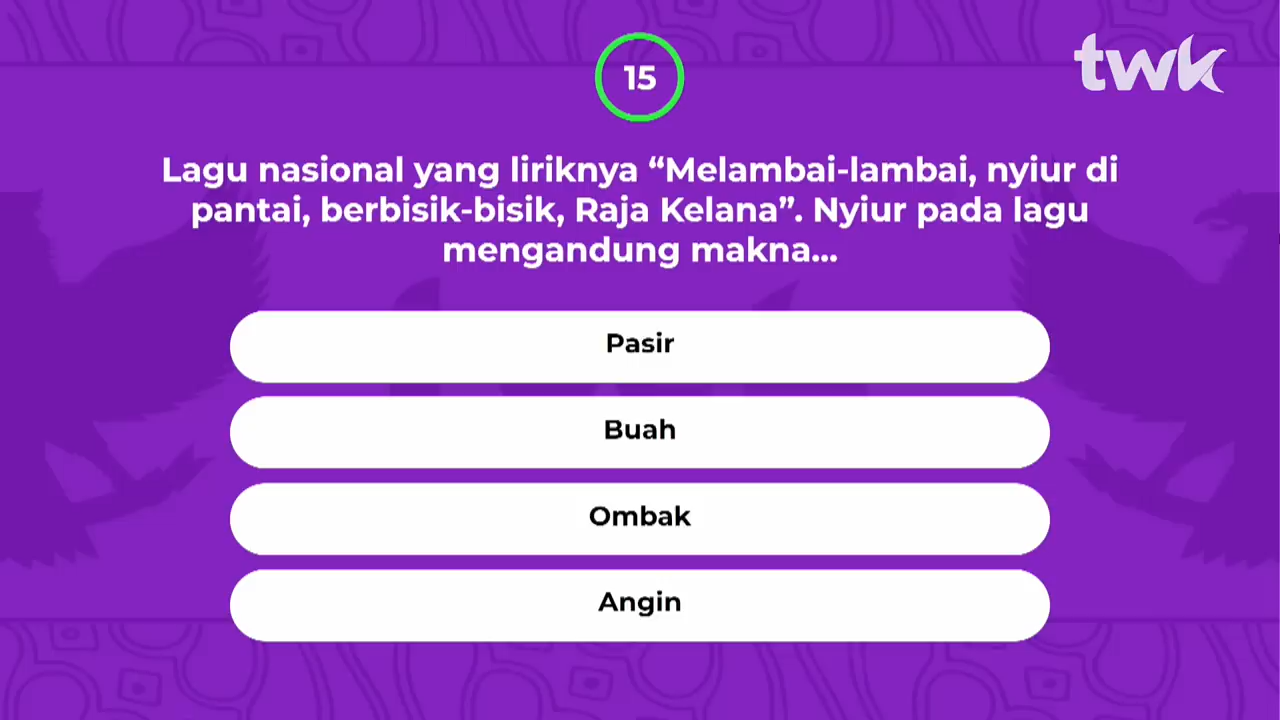 15
twk
Lagu nasional yang liriknya “Melambai-lambai, nyiur di
pantai, berbisik-bisik, Raja Kelana”. Nyiur pada lagu
mengandung makna...
Pasir
Buah
Ombak
Angin